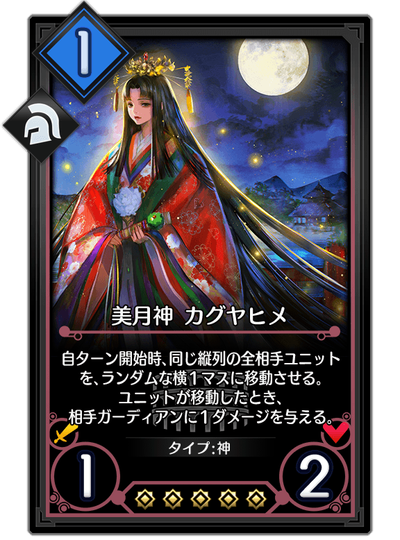 1
美月神 カグヤヒメ
自ターン開始時、同じ縦列の全相手ユニット
を、ランダムな横1マスに移動させる。
ユニットが移動したとき、
相手ガーディアンに1ダメージを与える。
タイプ:神
1
2